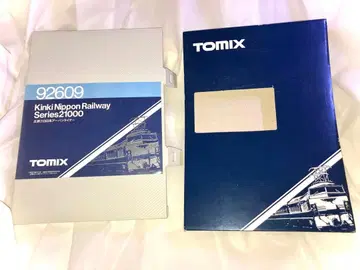 92609
Kinki Nippon Railway
Series21000
TOMIX
TOMIX